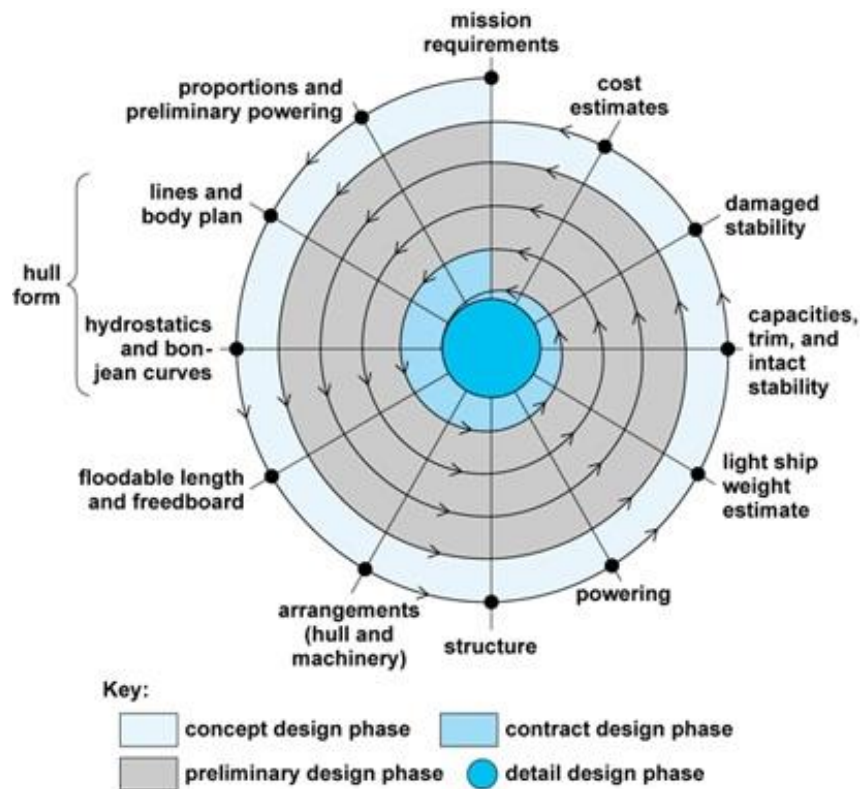 mission
requirements
cost
estimates
proportions and
preliminary powering
lines and
body plan
damaged
stability
hull
form
hydrostatics
and bon-
jean curves
capacities,
trim, and
intact
stability
floodable length
and freedboard
light ship
weight
estimate
arrangements
(hull and
machinery)
structure
powering
Key:
concept design phase
contract design phase
preliminary design phase
detail design phase